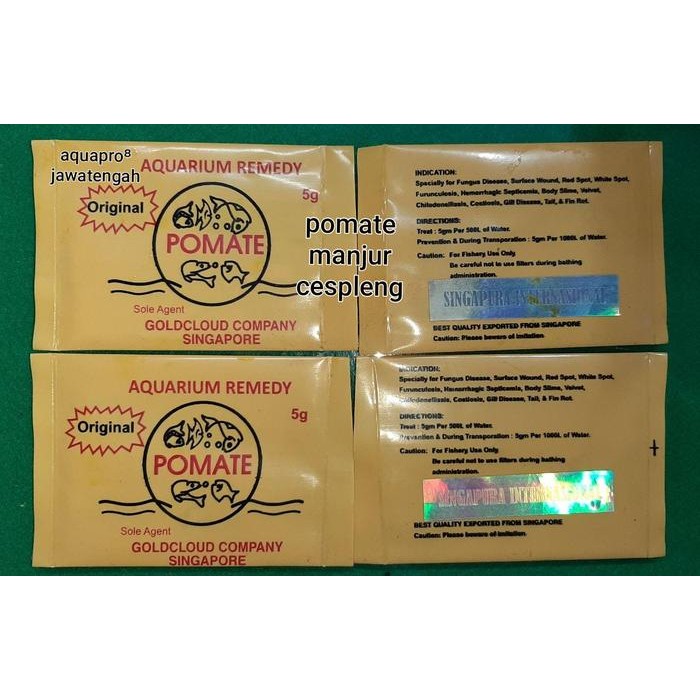 aquapro⁸
jawatengah
AQUARIUM REMEDY
5g
Original
POMATE
Sole Agent
GOLDCLOUD COMPANY
SINGAPORE
pomate
manjur
cespleng
INDICATION:
Specially for Fungus Disease, Surface Wound, Red Spot, White Spot,
Furunculosis, Hemorrhagic Septicemis, Body Slime, Velvet,
Chilodonelliasis, Costiosis, Gill Disease, Tail, & Fin Rot.
DIRECTIONS:
Treat : 5gm Per 500L of Water.
Prevention & During Transporation : 5gm Per 1000L of Water.
Caution: For Fishery Use Only.
Be careful not to use filters during bathing
administration.
SINGAPURA INTERNASIONAL
BEST QUALITY EXPORTED FROM SINGAPORE
Caution: Please beware of imitation.
AQUARIUM REMEDY
5g
Original
POMATE
Sole Agent
GOLDCLOUD COMPANY
SINGAPORE
INDICATION:
Specially for Fungus Disease, Surface Wound, Red Spot, White Spot,
Furunculosis, Hemorrhagic Septicemis, Body Slime, Velvet,
Chilodonelliasis, Costiosis, Gill Disease, Tail, & Fin Rot.
DIRECTIONS:
Treat : 5gm Per 500L of Water.
Prevention & During Transporation : 5gm Per 1000L of Water.
Caution: For Fishery Use Only.
Be careful not to use filters during bathing
administration.
SINGAPURA
BEST QUALITY EXPORTED FROM SINGAPORE
Caution: Please beware of imitation.